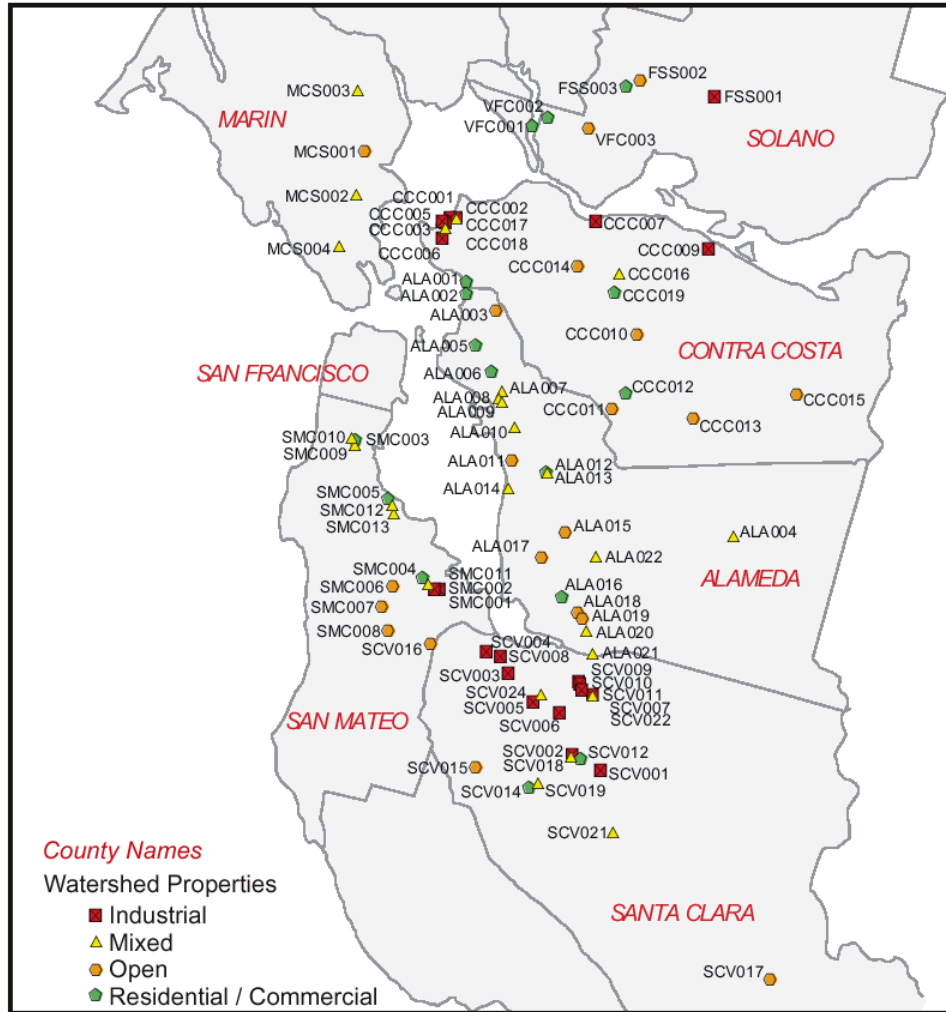 FSS002
FSS003
FSS001
MCS003
VFC002
MARIN
VFC001
VFC003
SOLANO
MCS001
MCS002
CCC001
CCC002
CCC005
CCC017
CCC007
CCC003
CCC018
CCC006
MCS004
CCC009
CCC014
CCC016
ALA001
CCC019
ALA002
ALA003
CCC010
ALA005
CONTRA COSTA
SAN FRANCISCO
ALA006
ALA007
CCC012
CCC015
ALA008
ALA009
CCC011
CCC013
ALA010
SMC010
SMC003
SMC009
ALA011
ALA012
ALA013
ALA014
SMC005
SMC012
SMC013
ALA015
ALA004
ALA017
ALA022
SMC004
SMC011
SMC006
SMC002
SMC001
ALAMEDA
ALA016
ALA018
SMC007
ALA019
SMC008
ALA020
SCV016
SCV004
ALA021
SCV008
SCV009
SCV003
SCV010
SCV024
SCV011
SCV005
SCV007
SCV006
SCV022
SAN MATEO
SCV002
SCV012
SCV018
SCV015
SCV001
SCV014
SCV019
SCV021
County Names
Watershed Properties
Industrial
Mixed
Open
Residential / Commercial
SANTA CLARA
SCV017